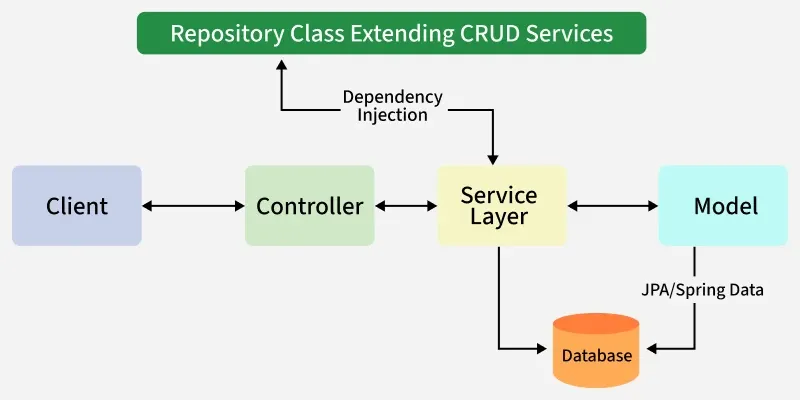 Repository Class Extending CRUD Services
Dependency
Injection
Client
Controller
Service
Layer
Model
JPA/Spring Data
Database